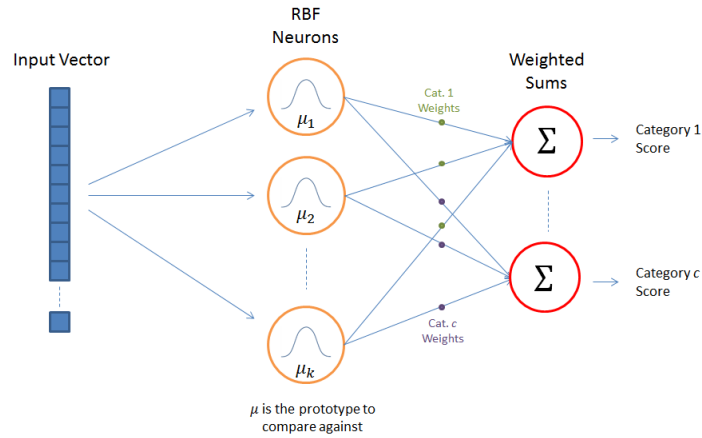 RBF
Neurons
Input Vector
Weighted
Sums
Cat. 1
Weights
μ₁
Σ
Category 1
Score
μ₂
Σ
Category c
Score
Cat. c
Weights
μₖ
μ is the prototype to
compare against